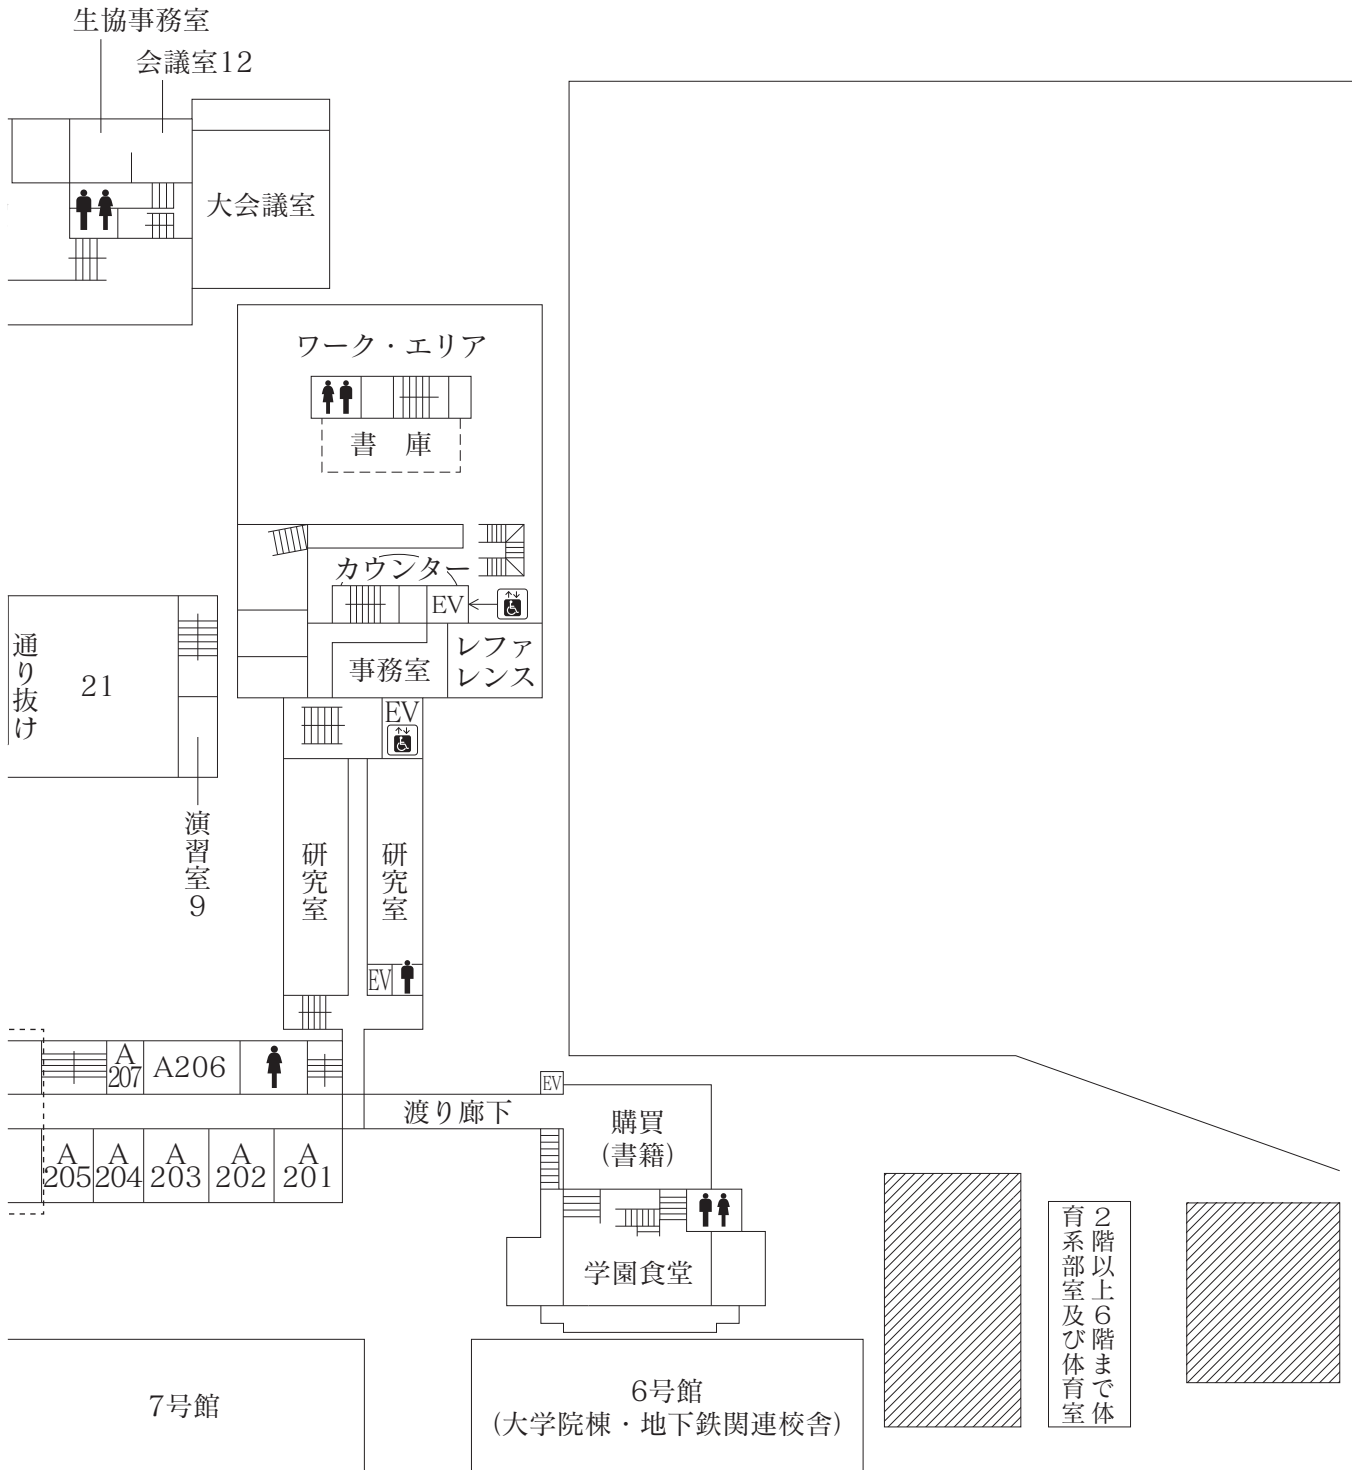 生協事務室
会議室12
大会議室
ワーク・エリア
書 庫
カウンター
EV
レファ
レンス
事務室
通り抜け
21
EV
演習室9
研究室
研究室
EV
A
207
A206
EV
渡り廊下
購買
(書籍)
A
205
A
204
A
203
A
202
A
201
学園食堂
2階以上6階まで体
育系部室及び体育室
7号館
6号館
(大学院棟・地下鉄関連校舎)